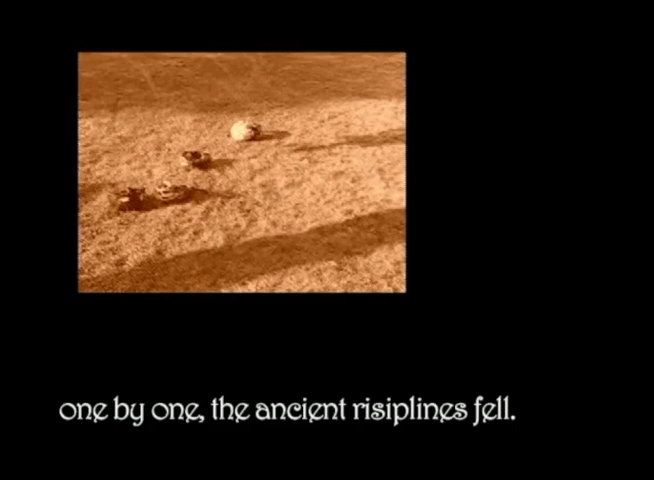 one by one, the ancient risiplines fell.